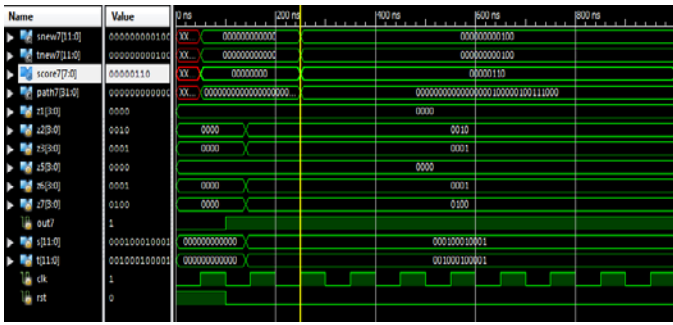 Name Value 0 ns 200 ns 400 ns 600 ns 800 ns
snew7[11:0] 000000000100 XX... 000000000000 000000000100
tnew7[11:0] 000000000100 XX... 000000000000 000000000100
score7[7:0] 00000110 XX 00000000 00000110
path7[31:0] 000000000000 XX... 0000000000000000000... 00000000000000000100000100111000
z1[3:0] 0000 0000
z2[3:0] 0010 0000 0010
z3[3:0] 0001 0000 0001
z5[3:0] 0000 0000
z6[3:0] 0001 0000 0001
z7[3:0] 0100 0000 0100
out7 1
s[11:0] 000100010001 000000000000 000100010001
t[11:0] 001000100001 000000000000 001000100001
clk 1
rst 0